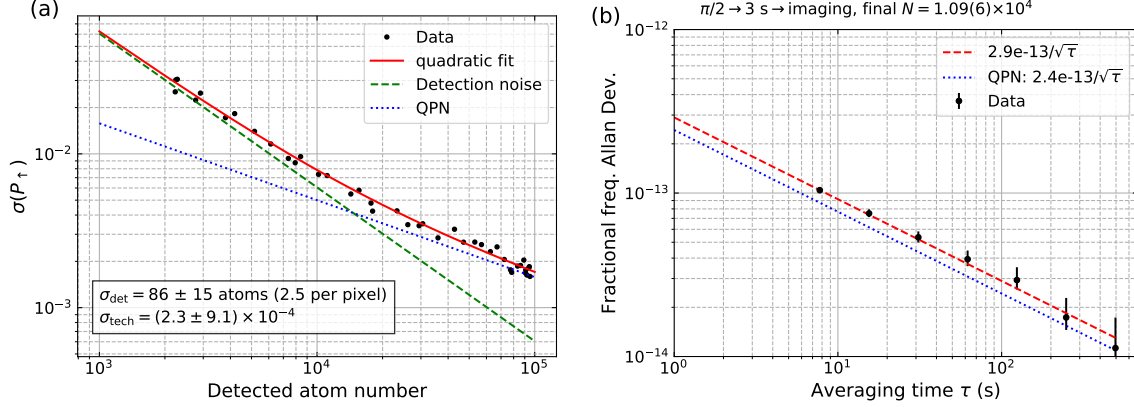 (a)
Data
quadratic fit
Detection noise
QPN
10⁻²
10⁻³
σ(P↑)
σdet = 86 ± 15 atoms (2.5 per pixel)
σtech = (2.3 ± 9.1) × 10⁻⁴
10³
10⁴
10⁵
Detected atom number
(b)
π/2 → 3 s → imaging, final N = 1.09(6)×10⁴
2.9e-13/√τ
QPN: 2.4e-13/√τ
Data
10⁻¹²
10⁻¹³
10⁻¹⁴
Fractional freq. Allan Dev.
10⁰
10¹
10²
Averaging time τ (s)